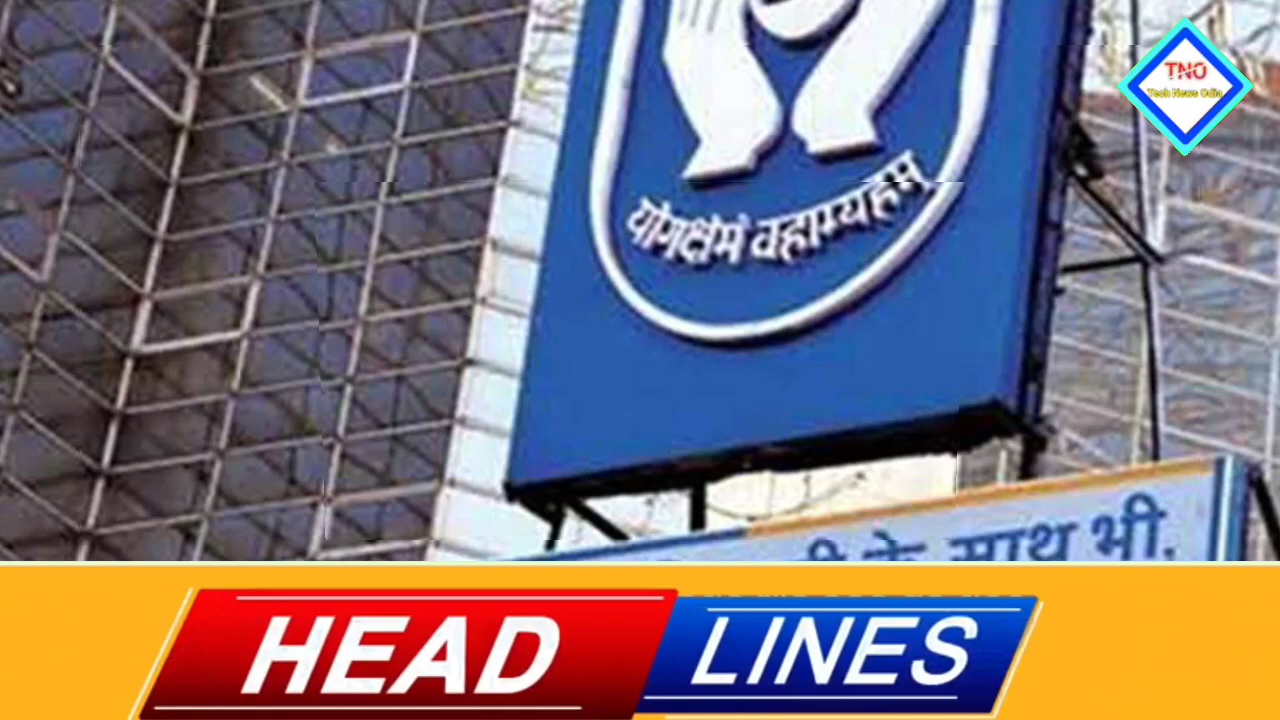 TNO
Tech News Odia
योगक्षेमं वहाम्यहम्
के साथ भी,
HEAD LINES